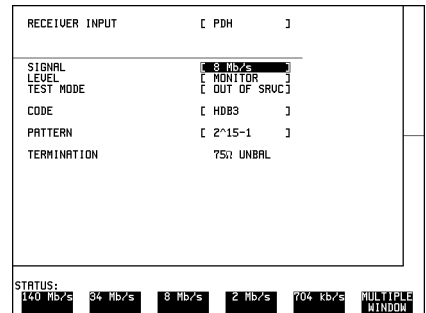 RECEIVER INPUT [ PDH ]
SIGNAL [ 8 Mb/s ]
LEVEL [ MONITOR ]
TEST MODE [ OUT OF SRVC]
CODE [ HDB3 ]
PATTERN [ 2^15-1 ]
TERMINATION 75Ω UNBAL
STATUS:
140 Mb/s 34 Mb/s 8 Mb/s 2 Mb/s 704 kb/s MULTIPLE
WINDOW